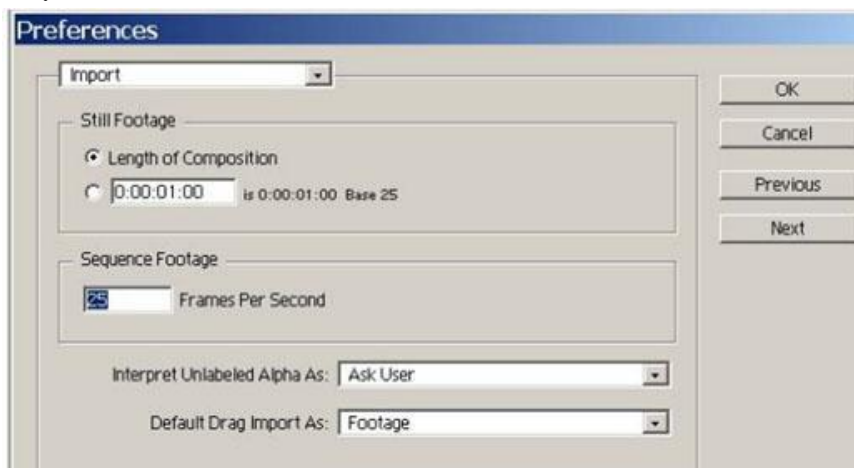 Preferences
Import
OK
Still Footage
Cancel
Length of Composition
0:00:01:00 is 0:00:01:00 Base 25
Previous
Next
Sequence Footage
25 Frames Per Second
Interpret Unlabeled Alpha As: Ask User
Default Drag Import As: Footage